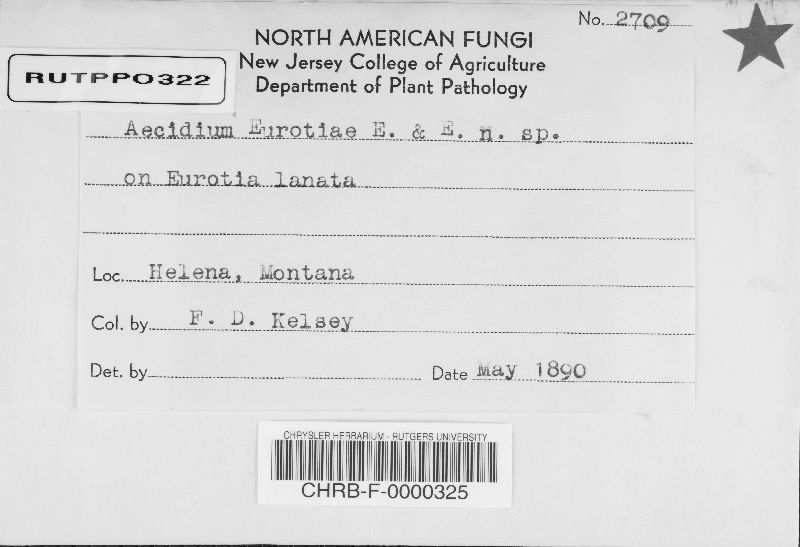 No. 2709
NORTH AMERICAN FUNGI
New Jersey College of Agriculture
Department of Plant Pathology
RUTPP0322
Aecidium Eurotiae E. & E. n. sp.
on Eurotia lanata
Loc. Helena, Montana
Col. by F. D. Kelsey
Det. by
Date May 1890
CHRYSLER HERBARIUM - RUTGERS UNIVERSITY
CHRB-F-0000325